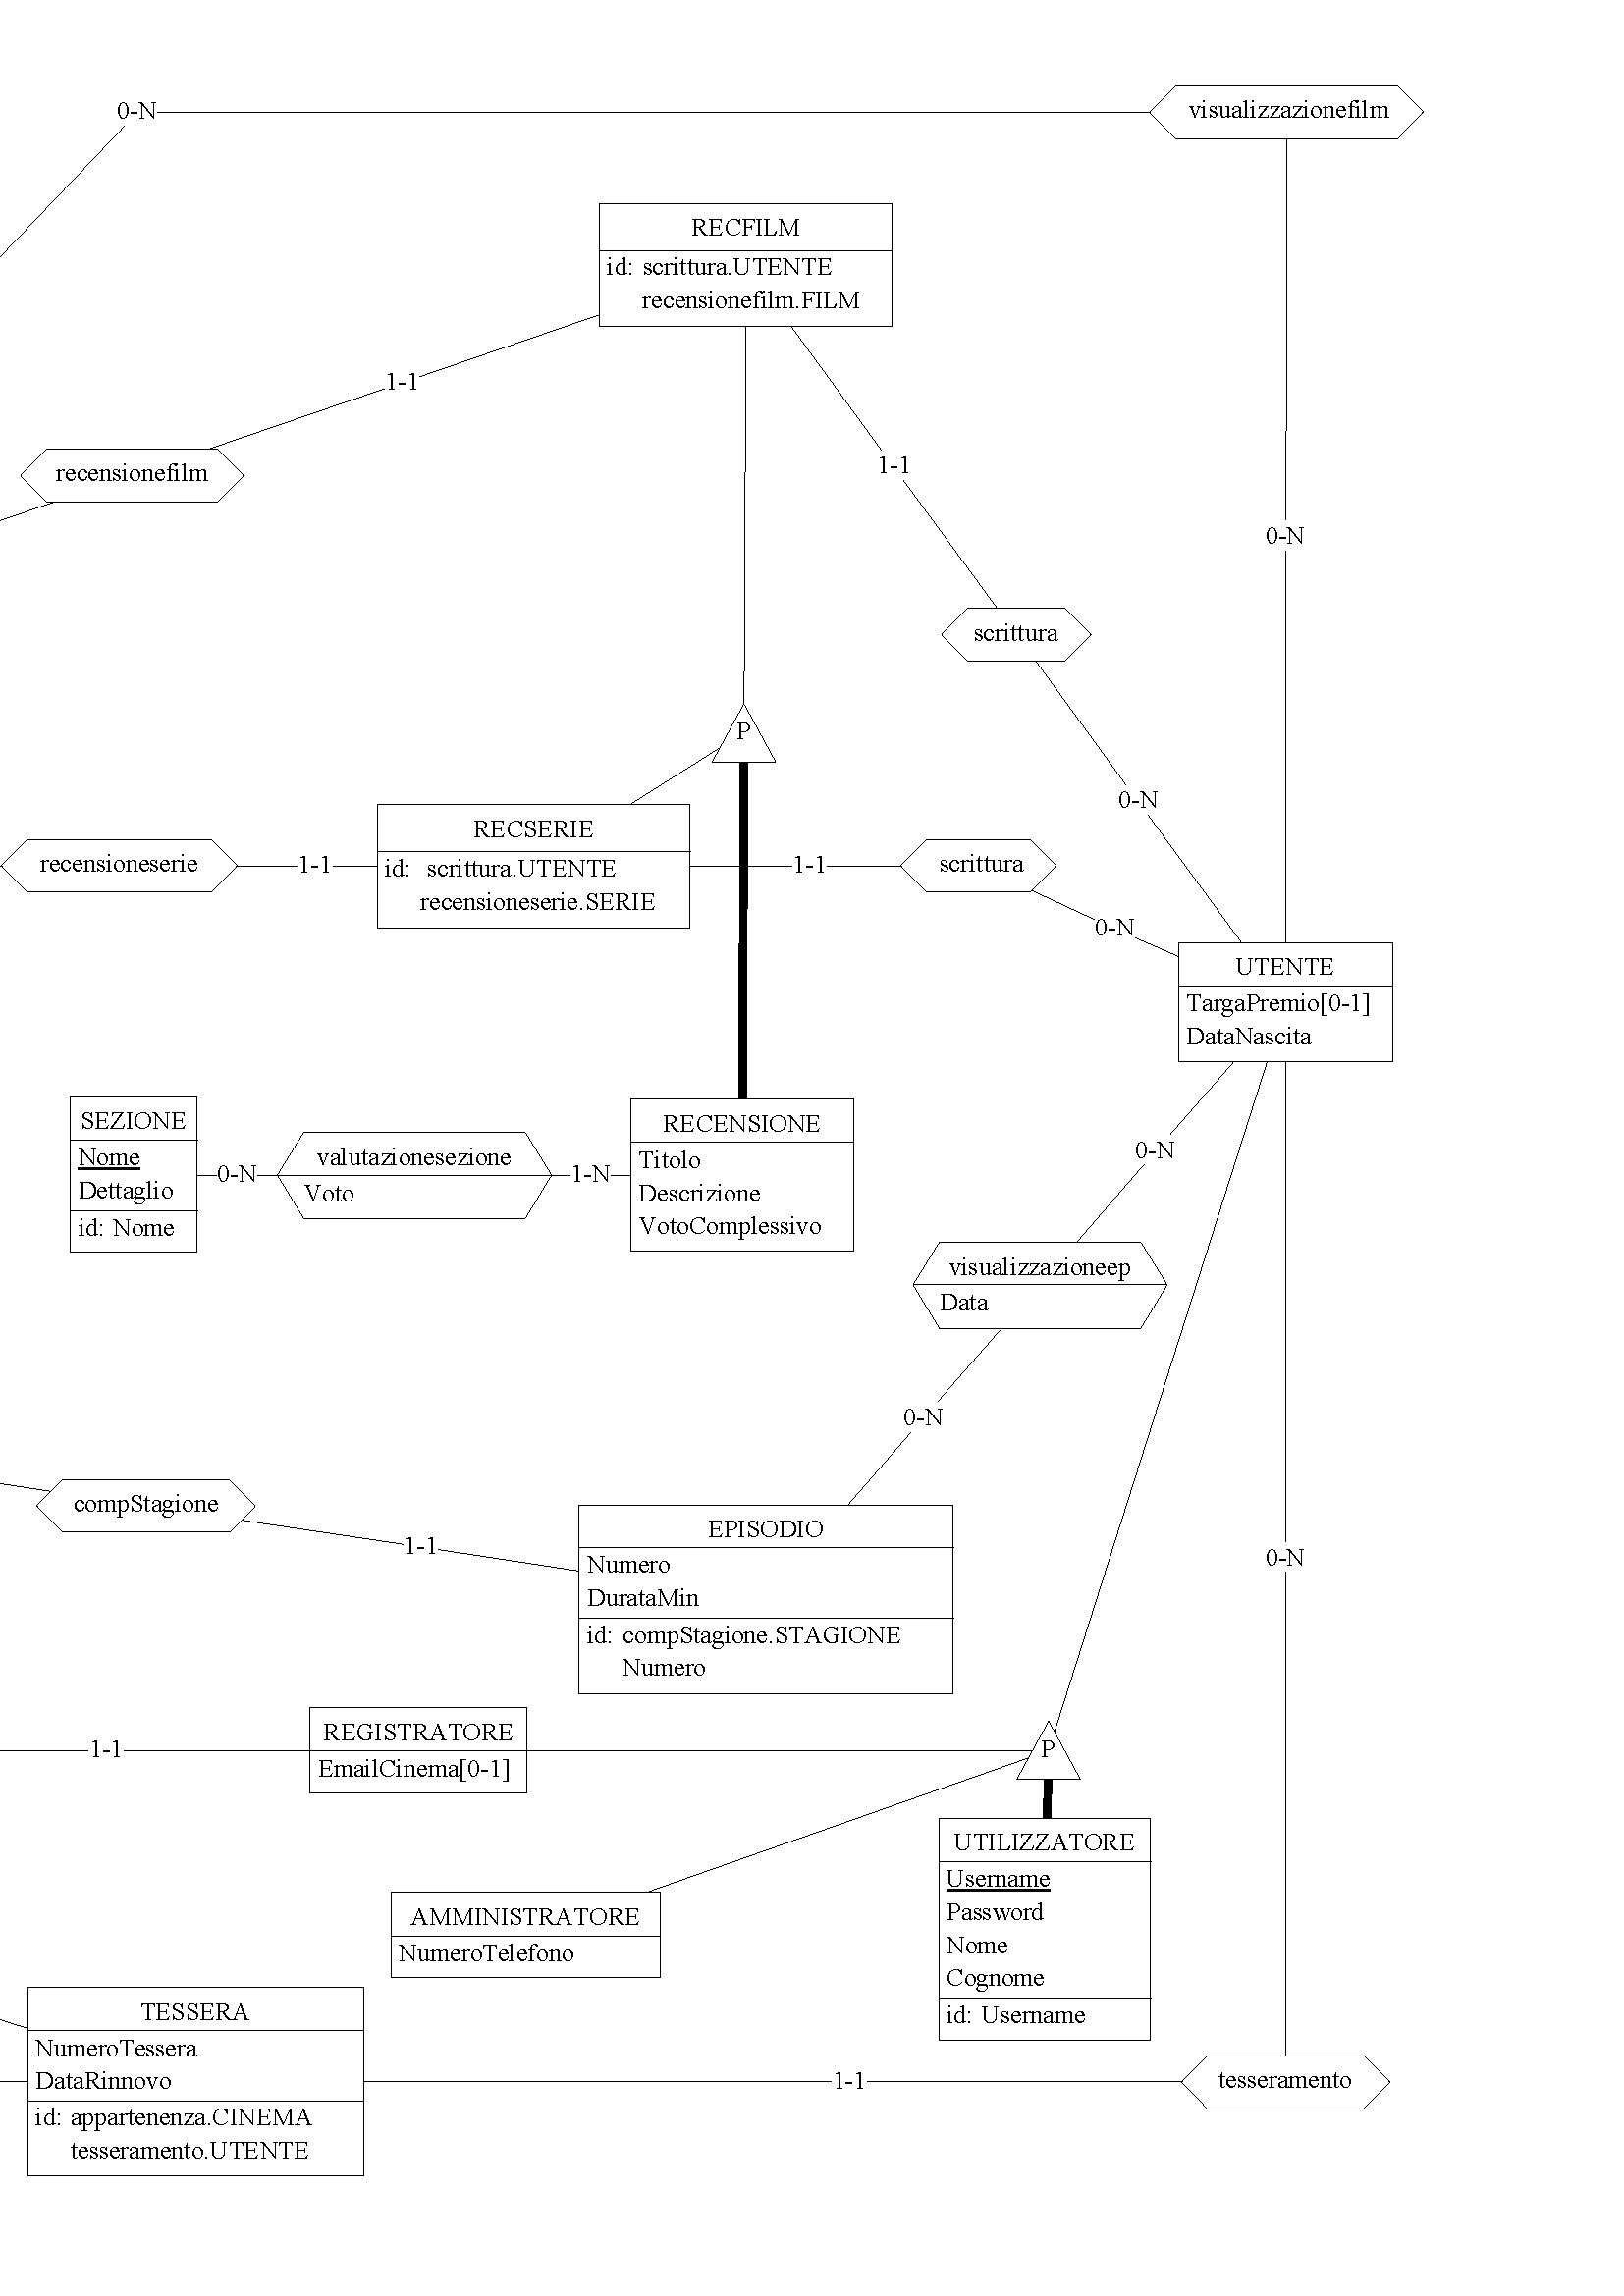 0-N
visualizzazionefilm
RECFILM
id: scrittura.UTENTE
recensionefilm.FILM
1-1
recensionefilm
1-1
0-N
scrittura
P
0-N
RECSERIE
id: scrittura.UTENTE
recensioneserie.SERIE
recensioneserie
1-1
1-1
scrittura
0-N
UTENTE
TargaPremio[0-1]
DataNascita
SEZIONE
Nome
Dettaglio
id: Nome
0-N
valutazionesezione
Voto
1-N
RECENSIONE
Titolo
Descrizione
VotoComplessivo
0-N
visualizzazioneep
Data
0-N
compStagione
1-1
EPISODIO
Numero
DurataMin
id: compStagione.STAGIONE
Numero
0-N
1-1
REGISTRATORE
EmailCinema[0-1]
P
UTILIZZATORE
Username
Password
Nome
Cognome
id: Username
AMMINISTRATORE
NumeroTelefono
TESSERA
NumeroTessera
DataRinnovo
id: appartenenza.CINEMA
tesseramento.UTENTE
1-1
tesseramento